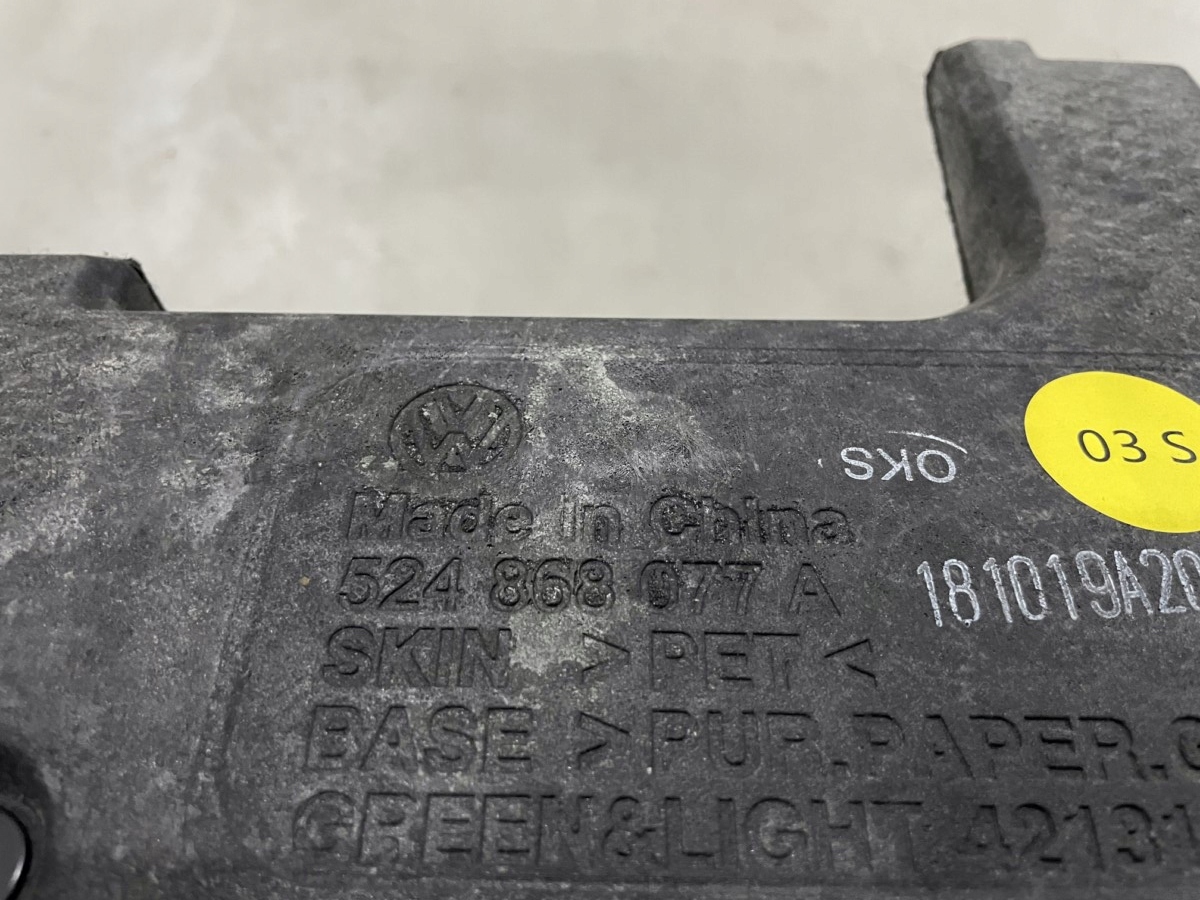 Made in China
524 868 077 A
SKIN >PET<
BASE >PUR.PAPER.
GREEN&LIGHT
OKS
03 S
181019A20